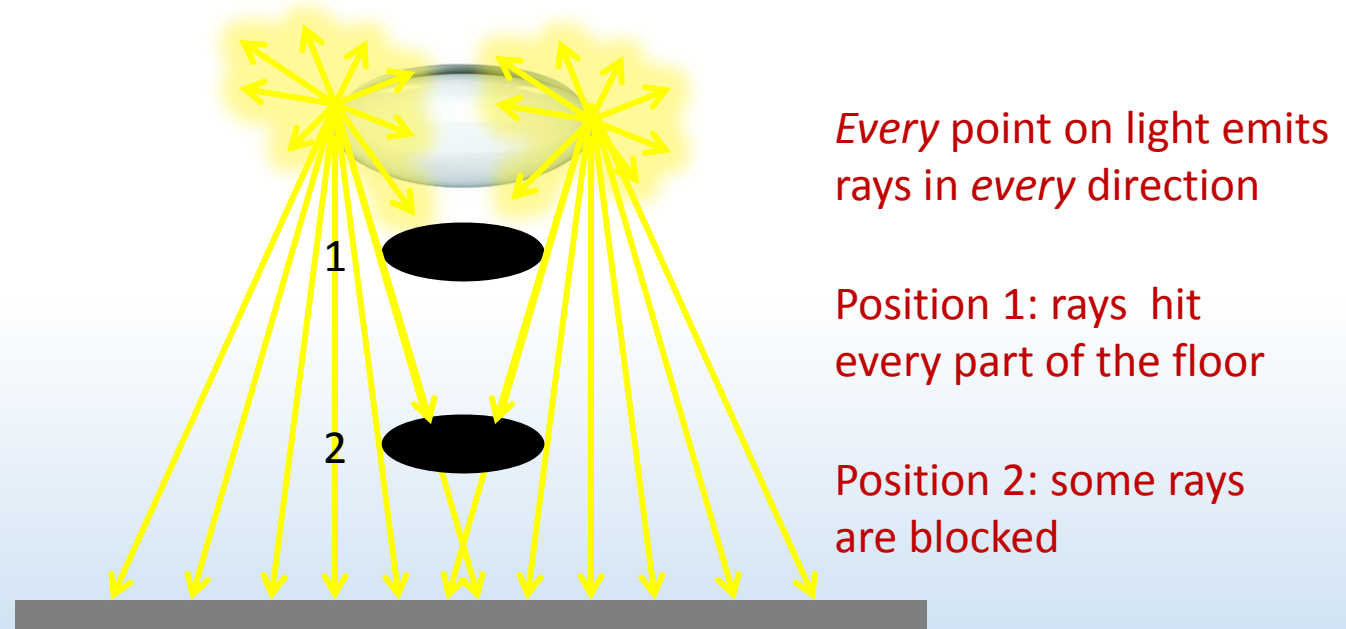 Every point on light emits
rays in every direction
1
Position 1: rays  hit
every part of the floor
2
Position 2: some rays
are blocked